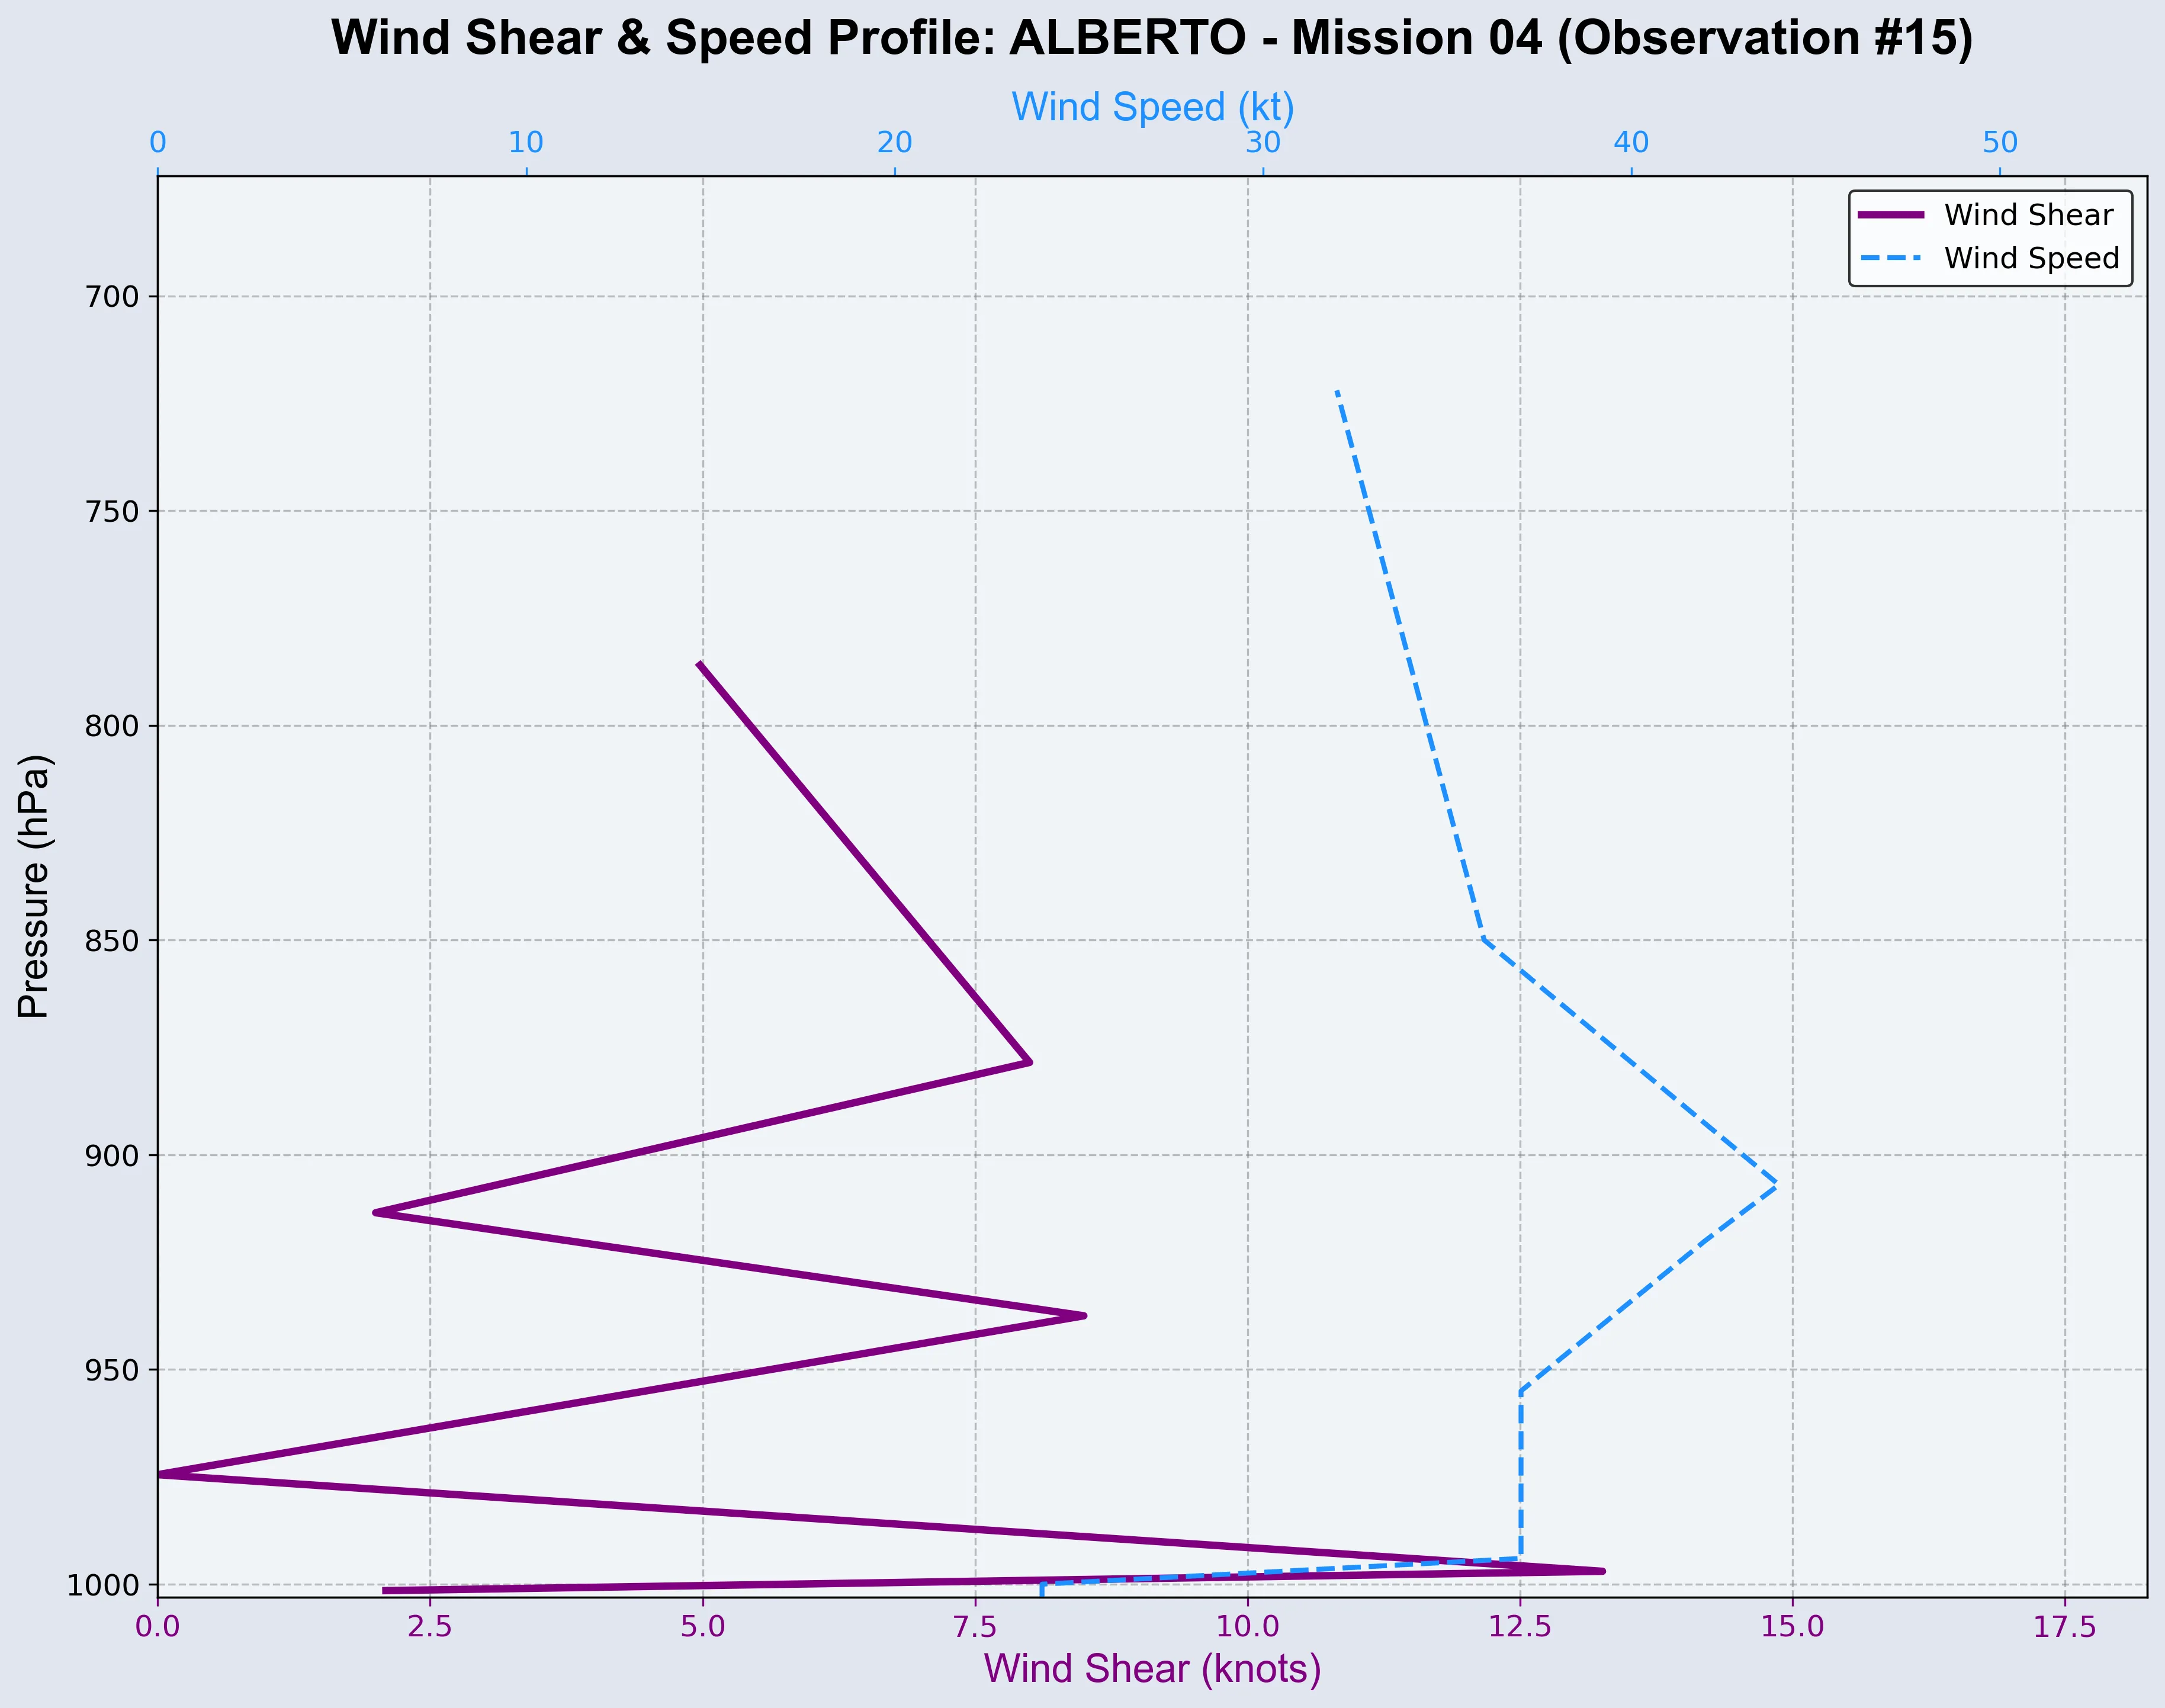 Wind Shear & Speed Profile: ALBERTO - Mission 04 (Observation #15)
Wind Speed (kt)
0 10 20 30 40 50
Wind Shear
Wind Speed
700
750
800
850
900
950
1000
Pressure (hPa)
0.0 2.5 5.0 7.5 10.0 12.5 15.0 17.5
Wind Shear (knots)